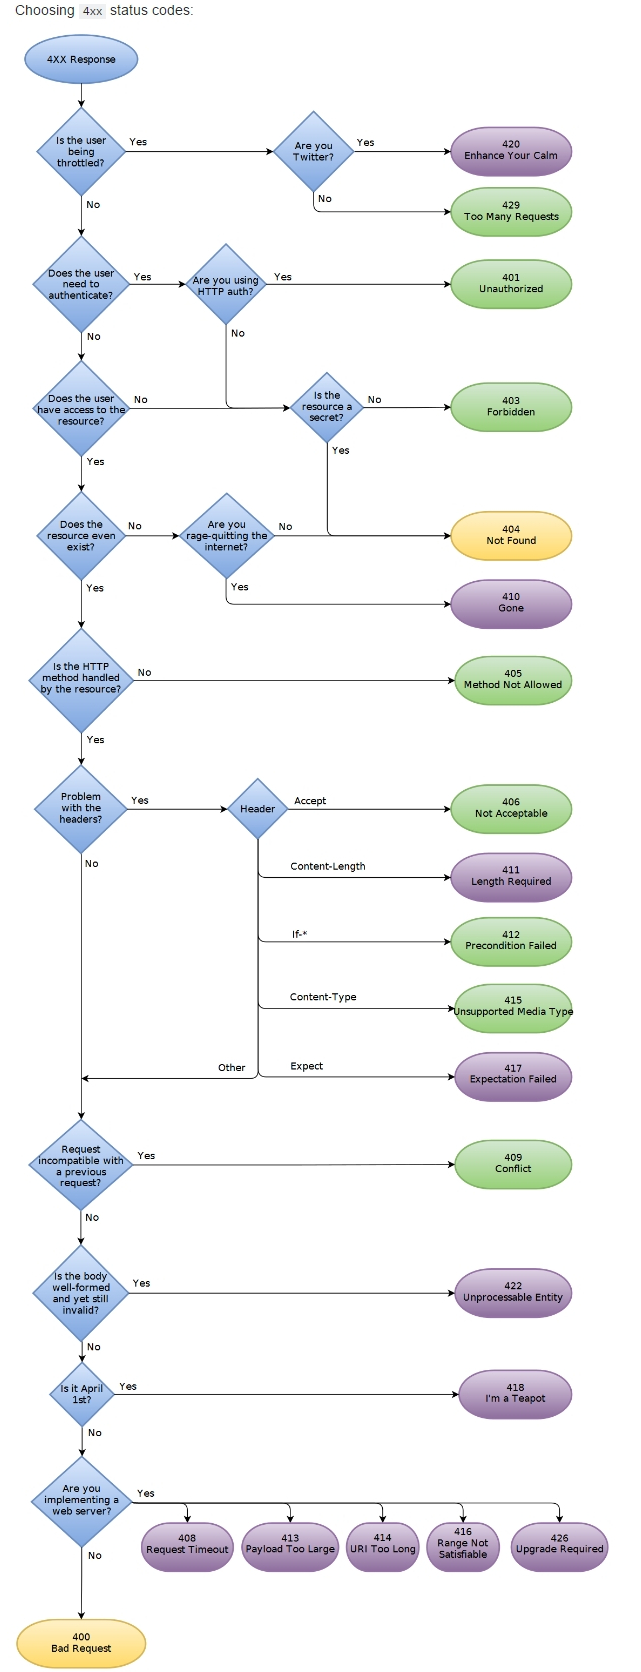 Choosing 4xx status codes:
4XX Response
Is the user
being
throttled?
Yes
Are you
Twitter?
Yes
420
Enhance Your Calm
No
429
Too Many Requests
No
Does the user
need to
authenticate?
Yes
Are you using
HTTP auth?
Yes
401
Unauthorized
No
No
Does the user
have access to the
resource?
No
Is the
resource a
secret?
No
403
Forbidden
Yes
Yes
Does the
resource even
exist?
No
Are you
rage-quitting the
internet?
No
404
Not Found
Yes
410
Gone
Yes
Is the HTTP
method handled
by the resource?
No
405
Method Not Allowed
Yes
Problem
with the
headers?
Yes
Header
Accept
406
Not Acceptable
No
Content-Length
411
Length Required
If-*
412
Precondition Failed
Content-Type
415
Unsupported Media Type
Other
Expect
417
Expectation Failed
Request
incompatible with
a previous
request?
Yes
409
Conflict
No
Is the body
well-formed
and yet still
invalid?
Yes
422
Unprocessable Entity
No
Is it April
1st?
Yes
418
I'm a Teapot
No
Are you
implementing a
web server?
Yes
408
Request Timeout
413
Payload Too Large
414
URI Too Long
416
Range Not
Satisfiable
426
Upgrade Required
No
400
Bad Request